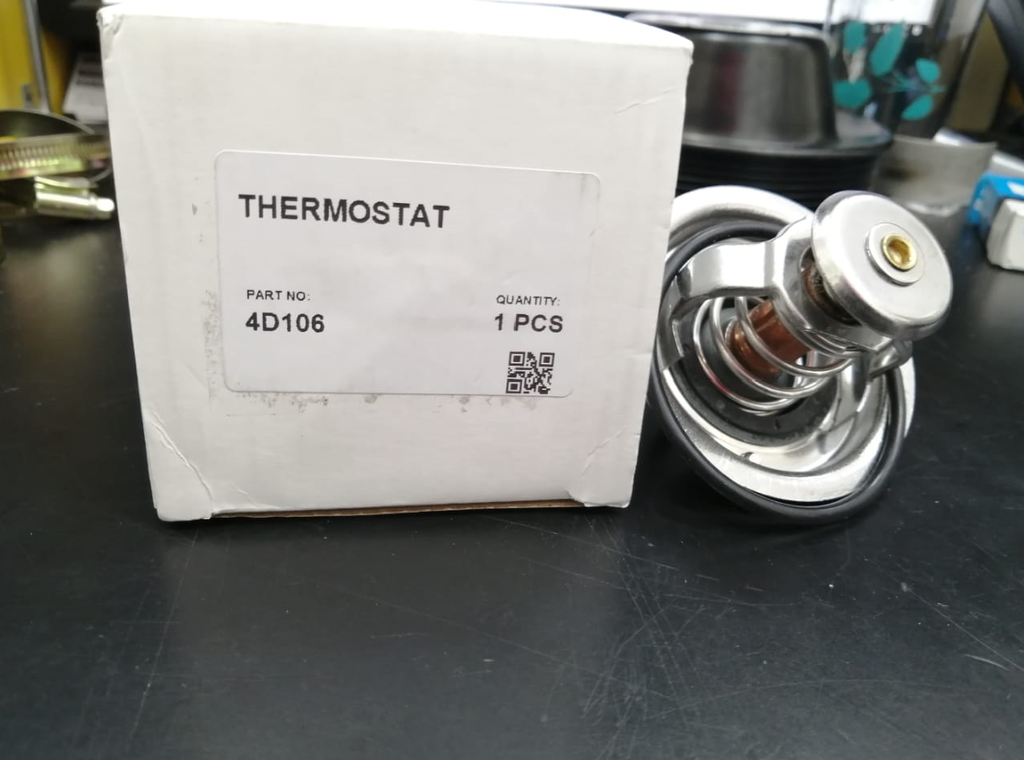 THERMOSTAT
PART NO:
4D106
QUANTITY:
1 PCS